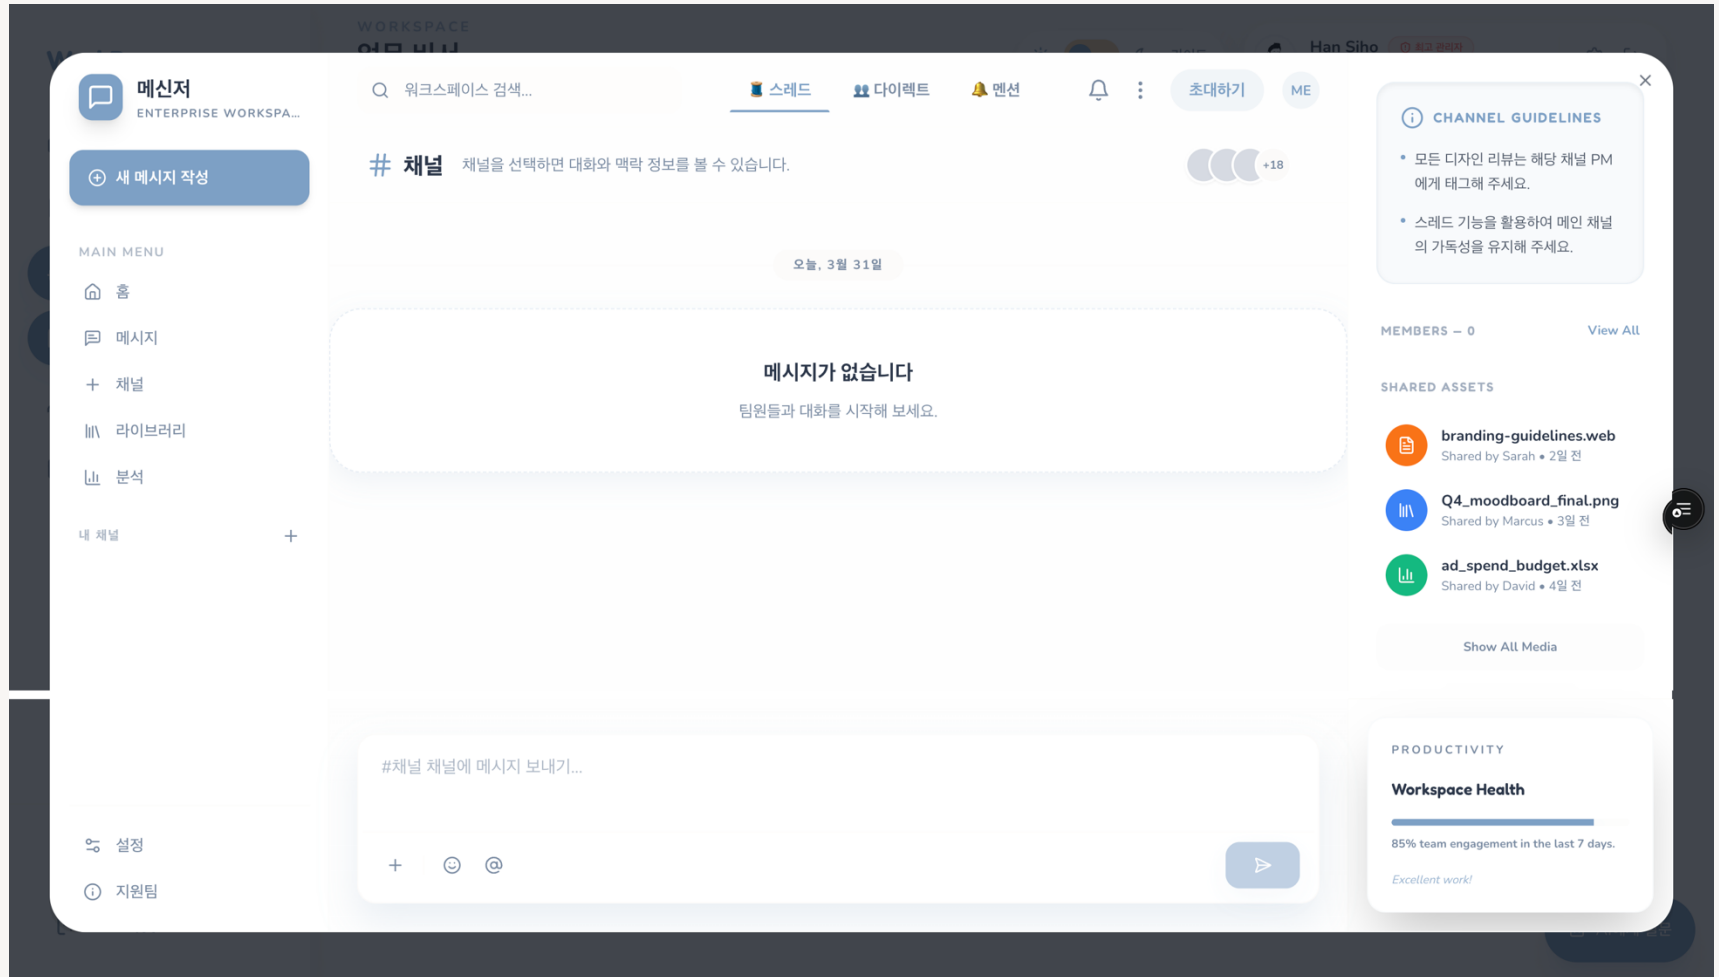 WORKSPACE
Han Siho
최고 관리자
메신저
ENTERPRISE WORKSPA...
새 메시지 작성
MAIN MENU
홈
메시지
채널
라이브러리
분석
내 채널
설정
지원팀
워크스페이스 검색...
스레드
다이렉트
멘션
초대하기
ME
# 채널
채널을 선택하면 대화와 맥락 정보를 볼 수 있습니다.
+18
오늘, 3월 31일
메시지가 없습니다
팀원들과 대화를 시작해 보세요.
#채널 채널에 메시지 보내기...
CHANNEL GUIDELINES
• 모든 디자인 리뷰는 해당 채널 PM
에게 태그해 주세요.
• 스레드 기능을 활용하여 메인 채널
의 가독성을 유지해 주세요.
MEMBERS — 0
View All
SHARED ASSETS
branding-guidelines.web
Shared by Sarah • 2일 전
Q4_moodboard_final.png
Shared by Marcus • 3일 전
ad_spend_budget.xlsx
Shared by David • 4일 전
Show All Media
PRODUCTIVITY
Workspace Health
85% team engagement in the last 7 days.
Excellent work!